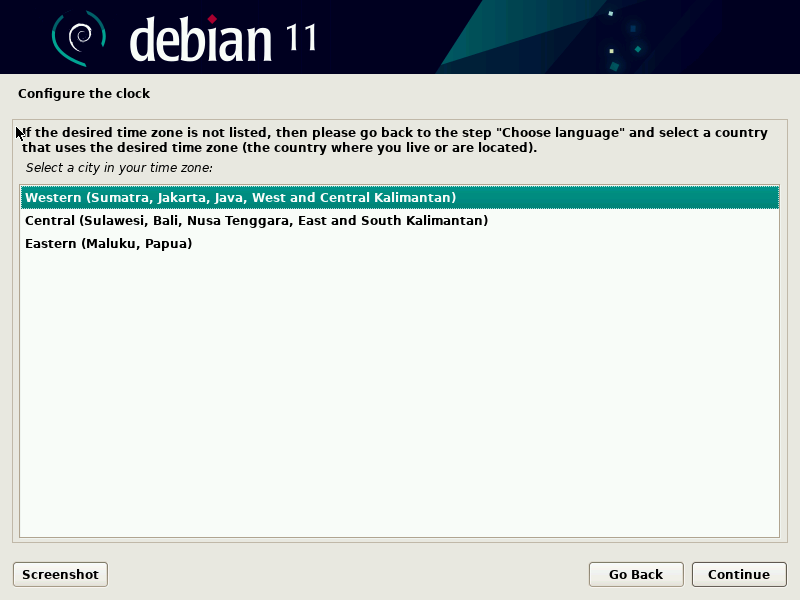 debian 11
Configure the clock
If the desired time zone is not listed, then please go back to the step "Choose language" and select a country
that uses the desired time zone (the country where you live or are located).
Select a city in your time zone:
Western (Sumatra, Jakarta, Java, West and Central Kalimantan)
Central (Sulawesi, Bali, Nusa Tenggara, East and South Kalimantan)
Eastern (Maluku, Papua)
Screenshot
Go Back
Continue